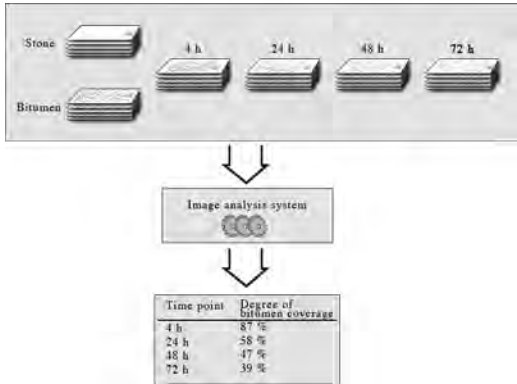 Stone
4 h 24 h 48 h 72 h
Bitumen
Image analysis system
Time point Degree of
bitumen coverage
4 h 87 %
24 h 58 %
48 h 47 %
72 h 39 %